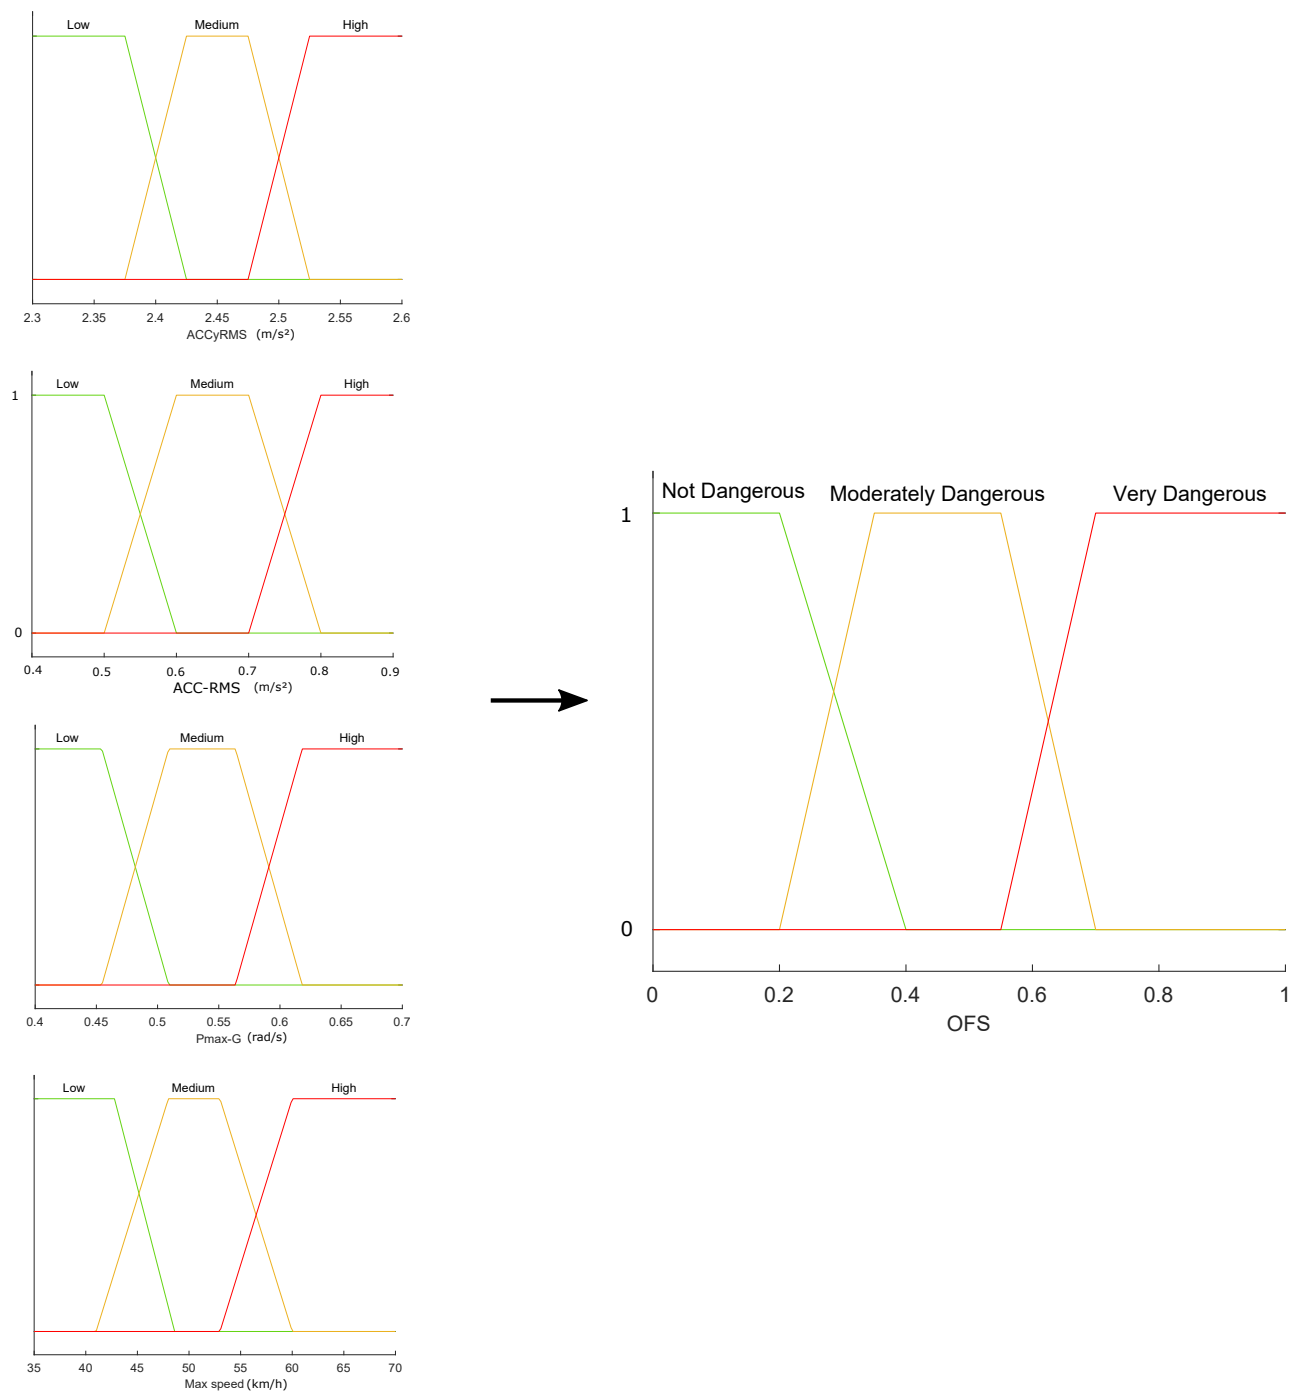 Low Medium High
2.3 2.35 2.4 2.45 2.5 2.55 2.6
ACCyRMS (m/s²)
Low Medium High
1
0
0.4 0.5 0.6 0.7 0.8 0.9
ACC-RMS (m/s²)
Low Medium High
0.4 0.45 0.5 0.55 0.6 0.65 0.7
Pmax-G (rad/s)
Low Medium High
35 40 45 50 55 60 65 70
Max speed (km/h)
Not Dangerous Moderately Dangerous Very Dangerous
1
0
0 0.2 0.4 0.6 0.8 1
OFS